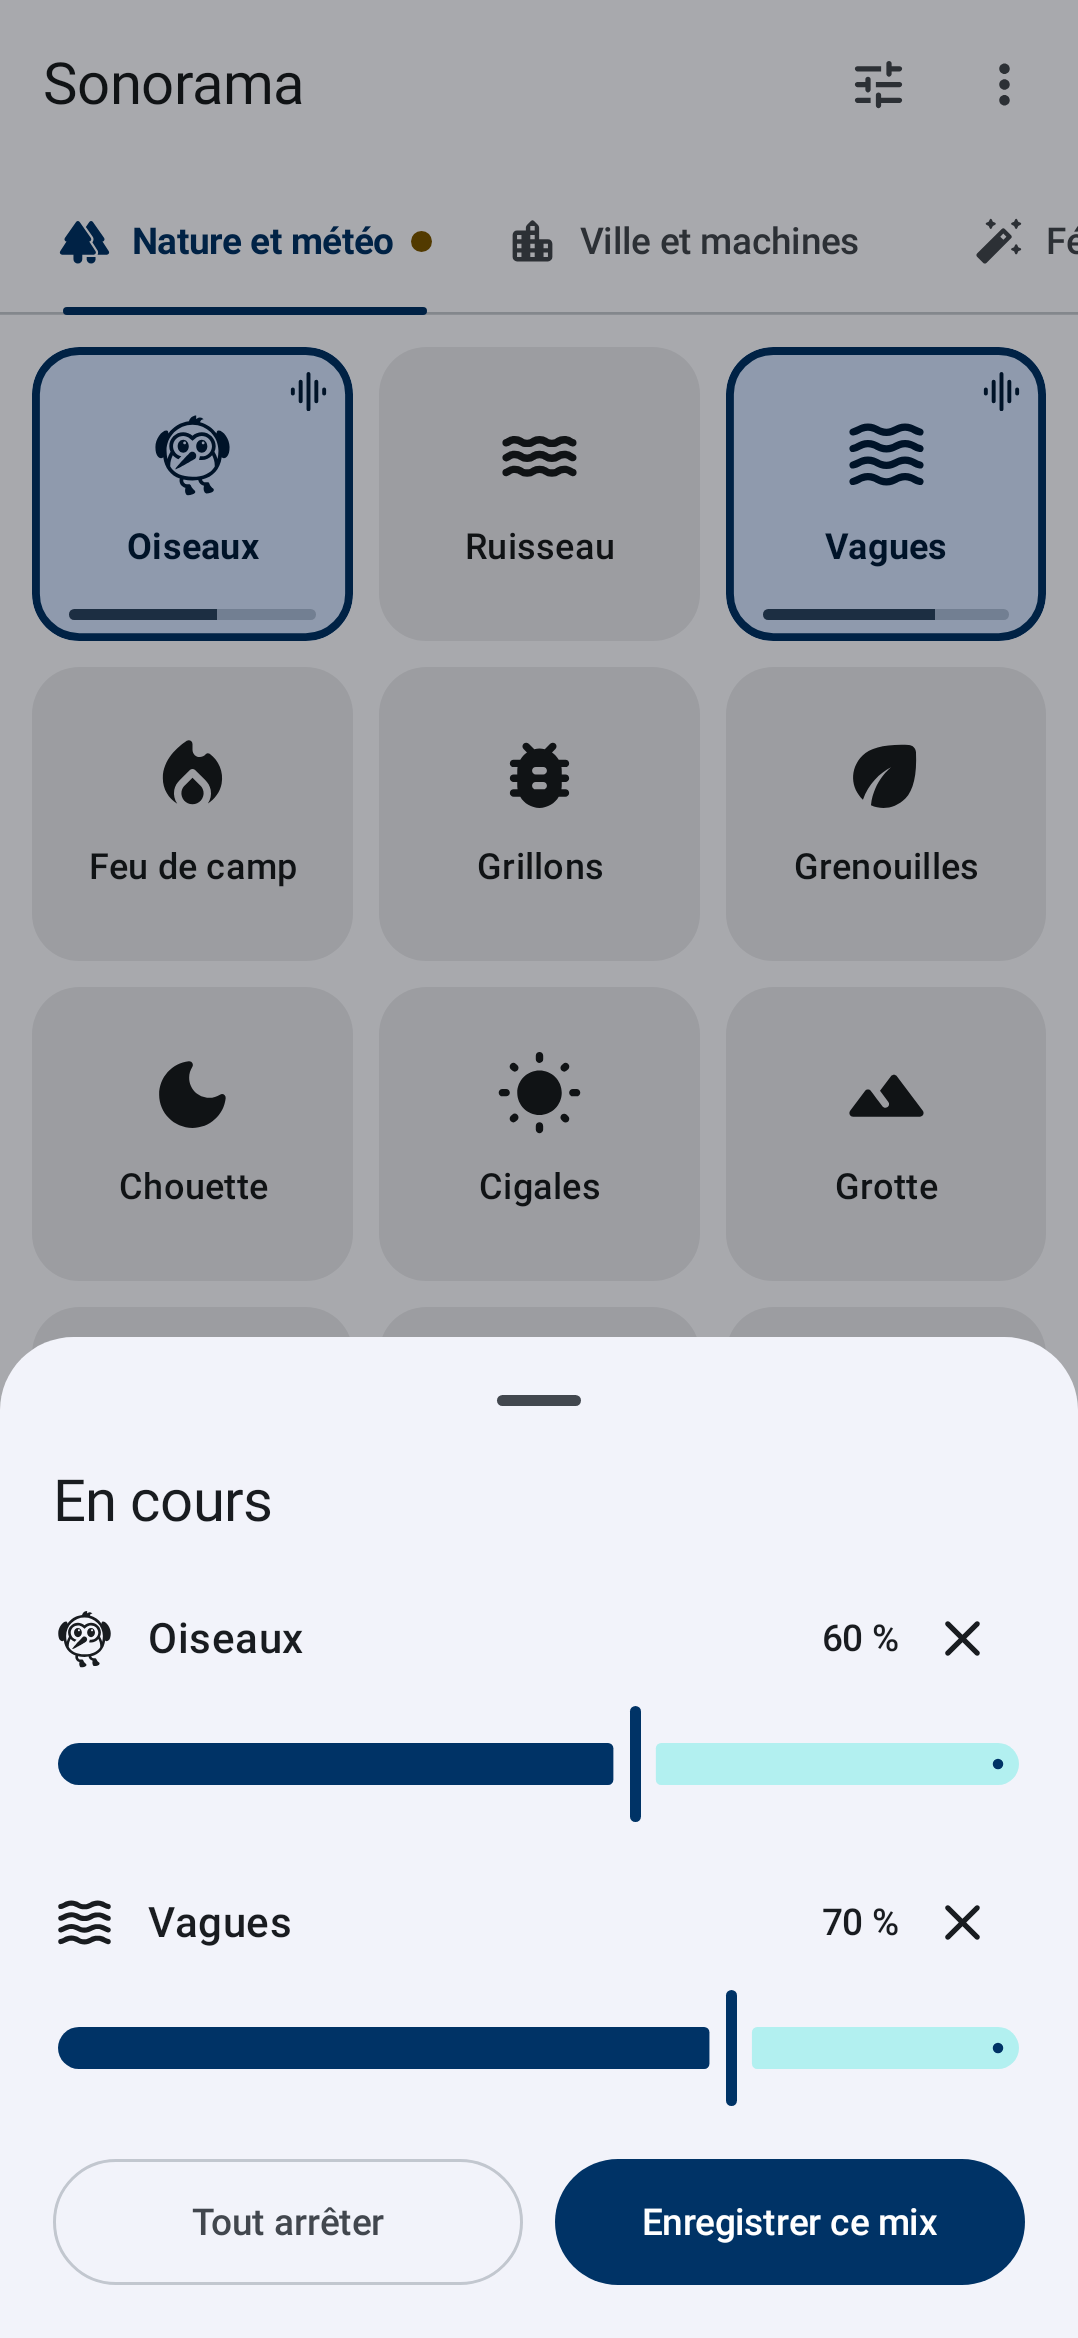 Sonorama
Nature et météo
Ville et machines
Fé
Oiseaux
Ruisseau
Vagues
Feu de camp
Grillons
Grenouilles
Chouette
Cigales
Grotte
En cours
Oiseaux
60 %
Vagues
70 %
Tout arrêter
Enregistrer ce mix